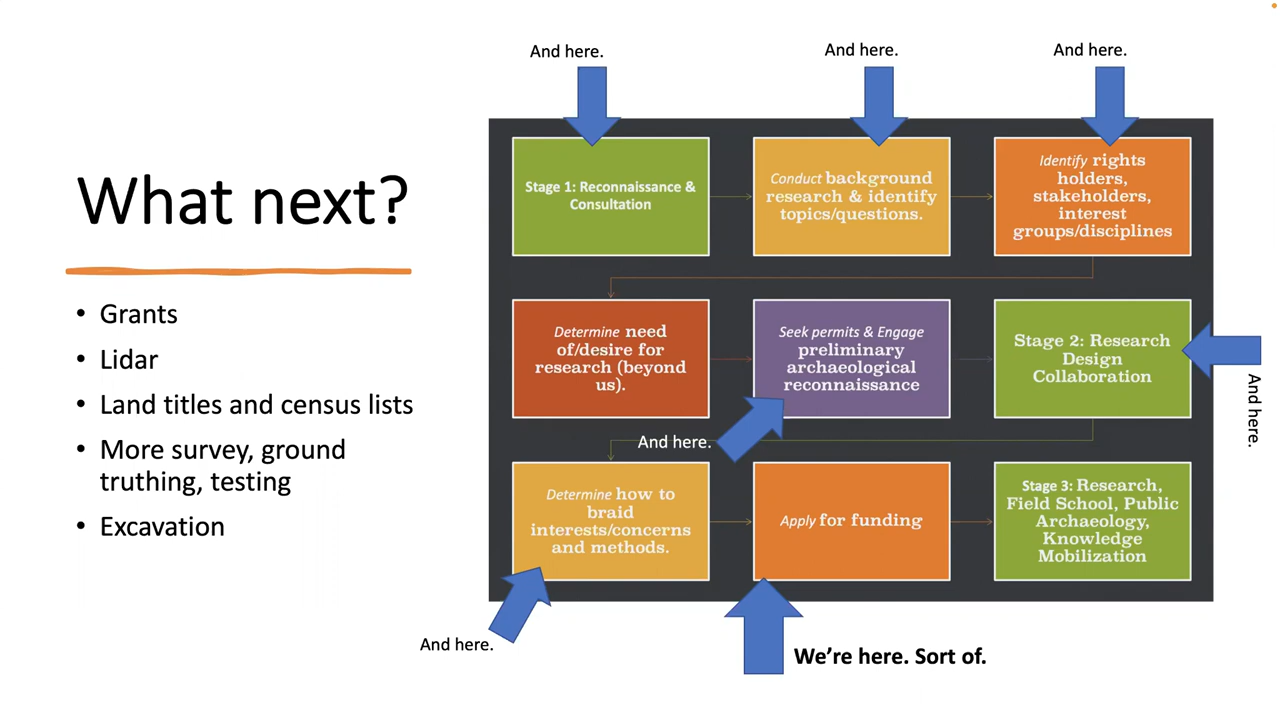 What next?
• Grants
• Lidar
• Land titles and census lists
• More survey, ground
truthing, testing
• Excavation
And here.
And here.
And here.
Stage 1: Reconnaissance &
Consultation
Conduct background
research & identify
topics/questions.
Identify rights
holders,
stakeholders,
interest
groups/disciplines
Determine need
of/desire for
research (beyond
us).
Seek permits & Engage
preliminary
archaeological
reconnaissance
Stage 2: Research
Design
Collaboration
And here.
And here.
Determine how to
braid
interests/concerns
and methods.
Apply for funding
Stage 3: Research,
Field School, Public
Archaeology,
Knowledge
Mobilization
And here.
We're here. Sort of.